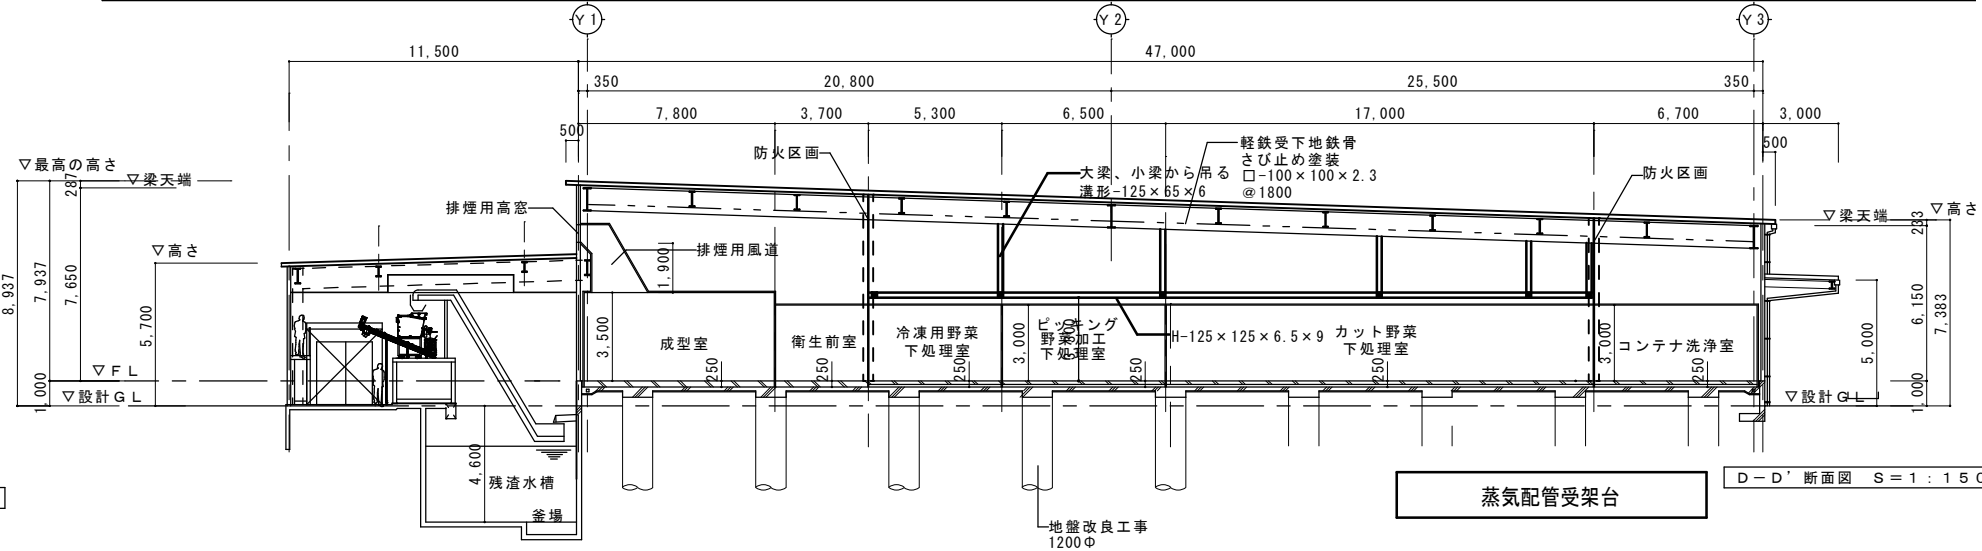 Y1
Y2
Y3
11,500
47,000
350
20,800
25,500
350
7,800
3,700
5,300
6,500
17,000
6,700
3,000
500
500
防火区画
軽鉄受下地鉄骨
さび止め塗装
□-100×100×2.3
@1800
大梁、小梁から吊る
溝形-125×65×6
防火区画
▽最高の高さ
287
▽梁天端
▽梁天端
▽高さ
233
排煙用高窓
排煙用風道
1,900
▽高さ
8,937
7,937
7,650
5,700
6,150
7,383
5,000
3,500
成型室
250
衛生前室
250
冷凍用野菜
下処理室
250
3,000
ピッキング
野菜加工
下処理室
250
H-125×125×6.5×9
カット野菜
下処理室
250
3,000
コンテナ洗浄室
250
▽FL
1,000
▽設計GL
▽設計GL
1,000
4,600
残渣水槽
釜場
地盤改良工事
1200Φ
蒸気配管受架台
D-D' 断面図 S=1:150